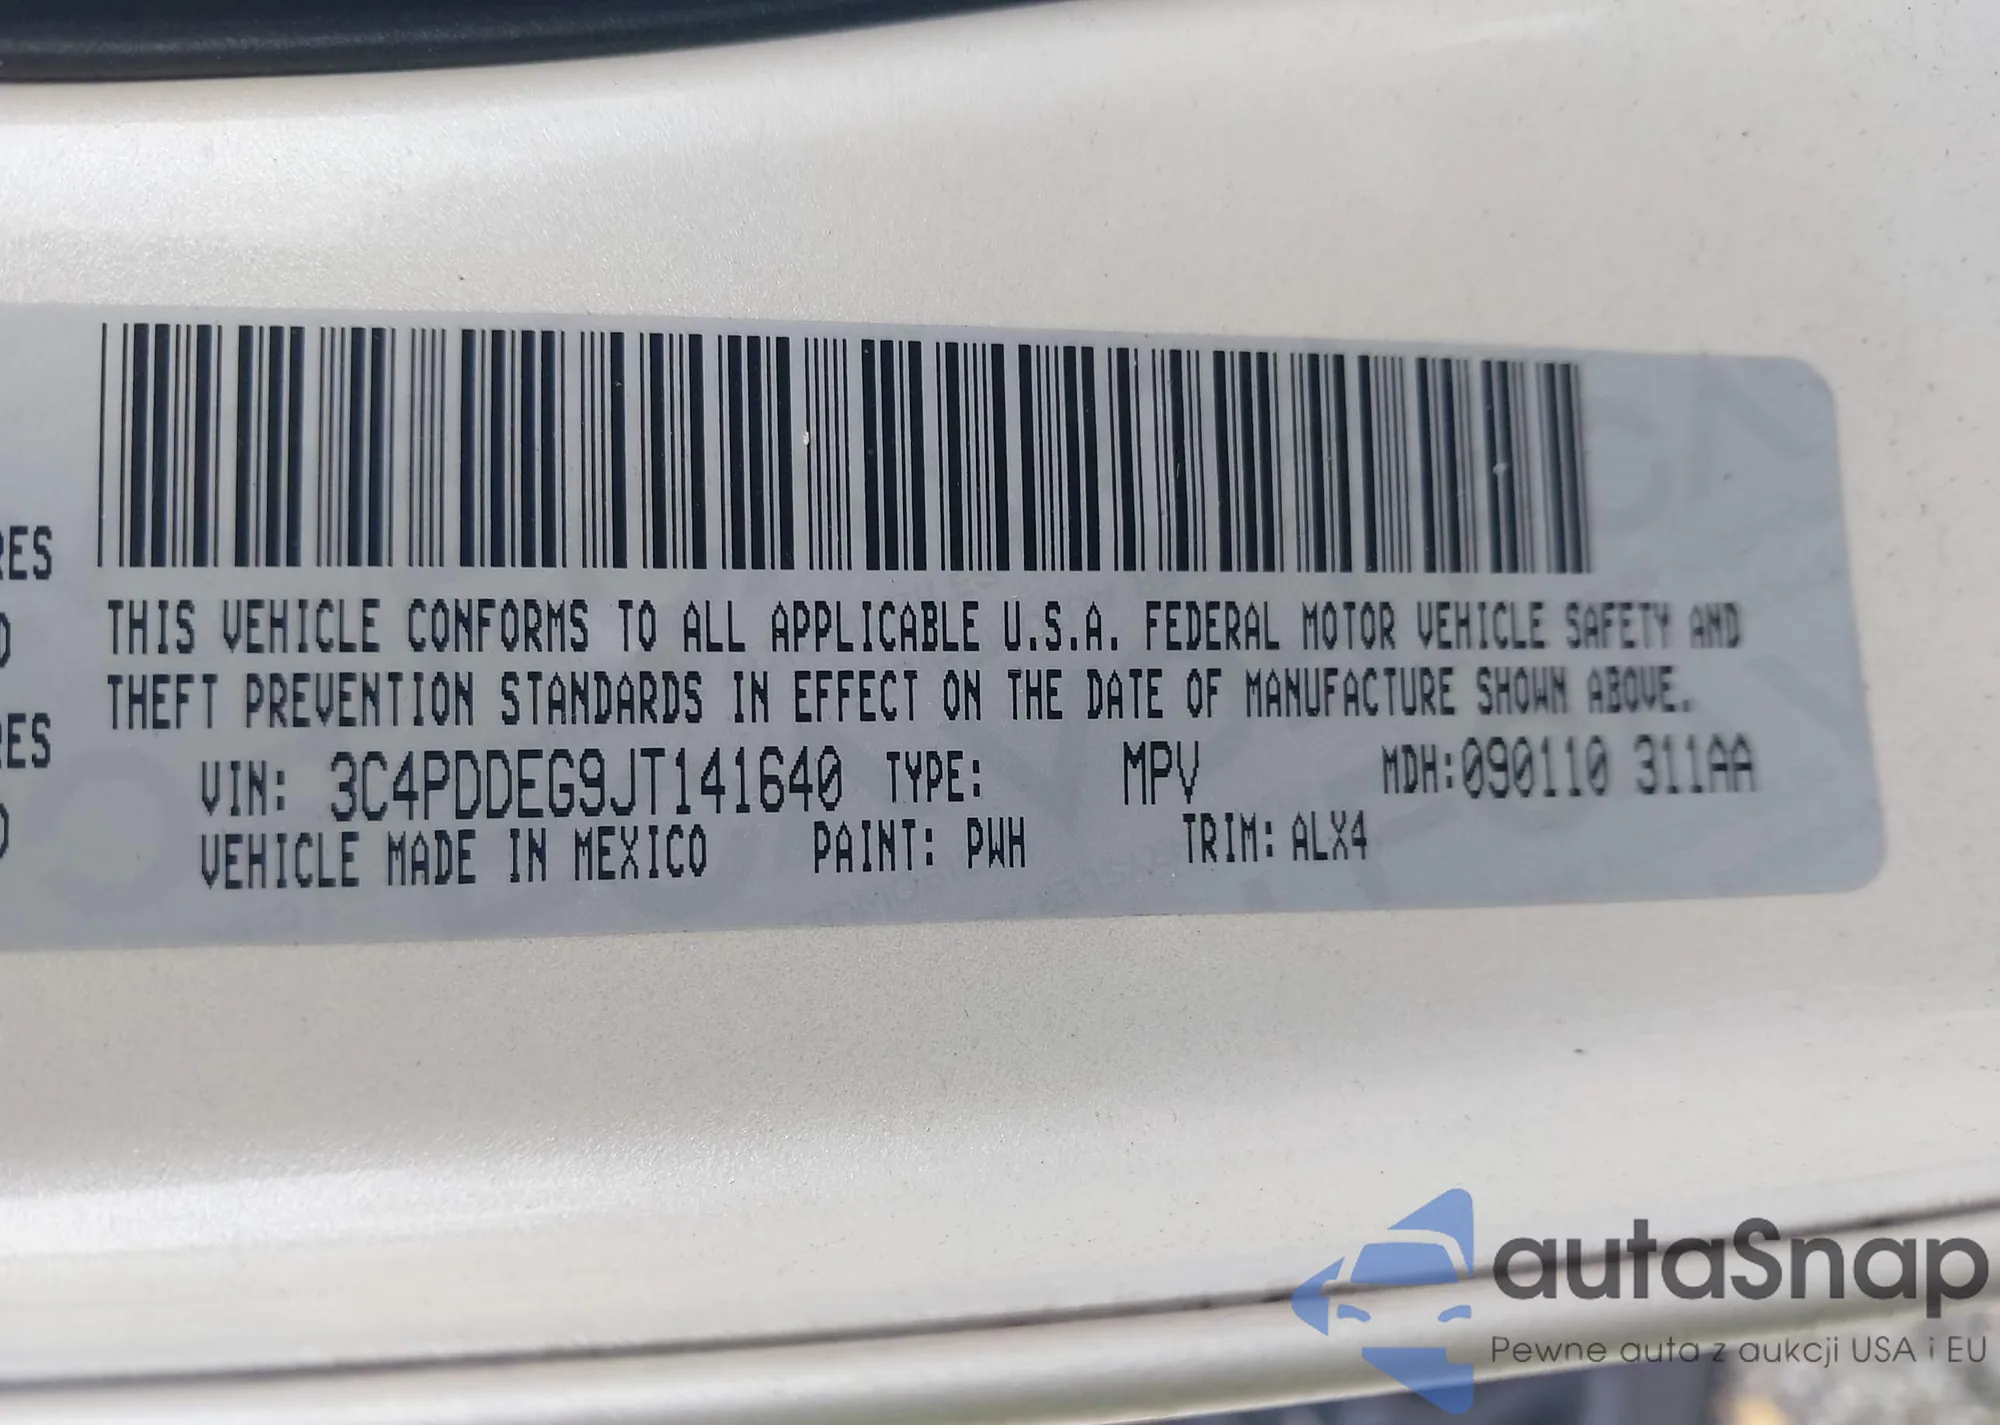 RES
THIS VEHICLE CONFORMS TO ALL APPLICABLE U.S.A. FEDERAL MOTOR VEHICLE SAFETY AND
THEFT PREVENTION STANDARDS IN EFFECT ON THE DATE OF MANUFACTURE SHOWN ABOVE.
RES
VIN: 3C4PDDEG9JT141640 TYPE: MPV MDH:090110 311AA
VEHICLE MADE IN MEXICO PAINT: PWH TRIM: ALX4
autaSnap
Pewne auta z aukcji USA i EU